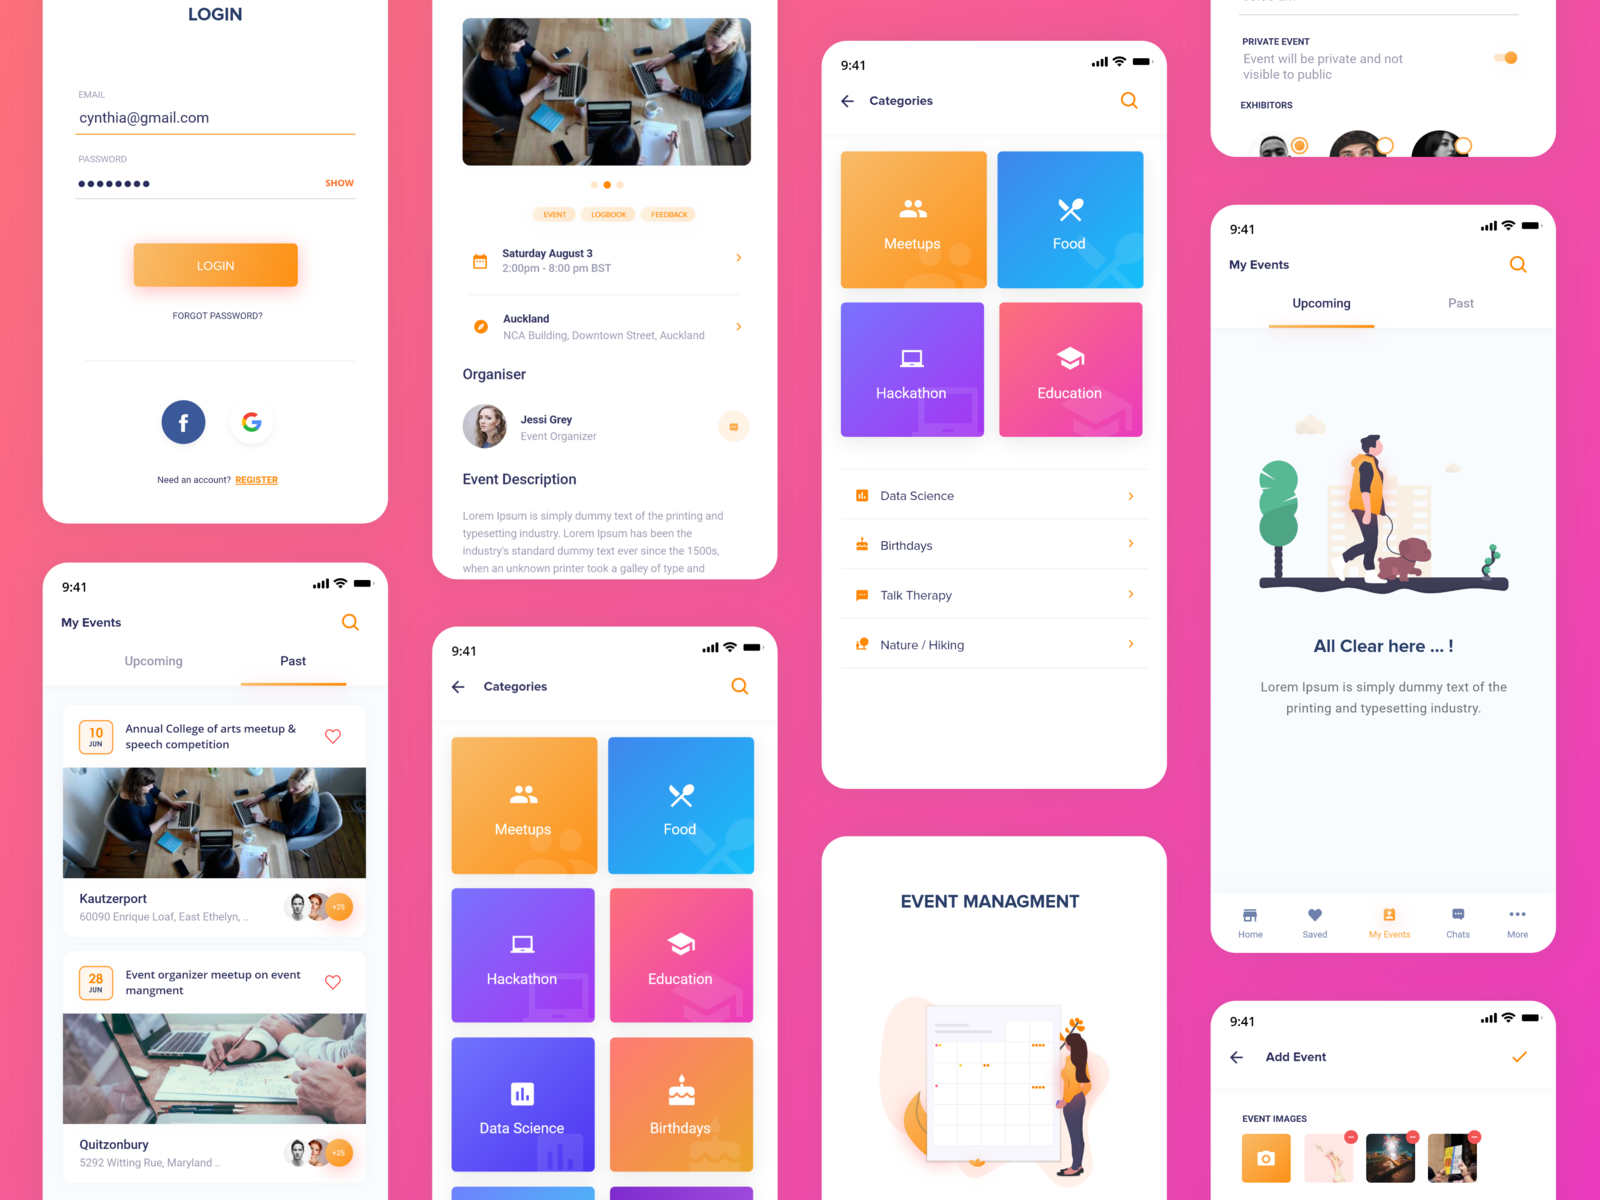 LOGIN
EMAIL
cynthia@gmail.com
PASSWORD
SHOW
LOGIN
FORGOT PASSWORD?
f
G
Need an account? REGISTER
9:41
My Events
Upcoming
Past
10
JUN
Annual College of arts meetup &
speech competition
Kautzerport
60090 Enrique Loaf, East Ethelyn, ..
+25
28
JUN
Event organizer meetup on event
mangment
Quitzonbury
5292 Witting Rue, Maryland ..
+25
EVENT
LOGBOOK
FEEDBACK
Saturday August 3
2:00pm - 8:00 pm BST
Auckland
NCA Building, Downtown Street, Auckland
Organiser
Jessi Grey
Event Organizer
Event Description
Lorem Ipsum is simply dummy text of the printing and
typesetting industry. Lorem Ipsum has been the
industry's standard dummy text ever since the 1500s,
when an unknown printer took a galley of type and
9:41
Categories
Meetups
Food
Hackathon
Education
Data Science
Birthdays
9:41
Categories
Meetups
Food
Hackathon
Education
Data Science
Birthdays
Talk Therapy
Nature / Hiking
EVENT MANAGMENT
PRIVATE EVENT
Event will be private and not
visible to public
EXHIBITORS
9:41
My Events
Upcoming
Past
All Clear here ... !
Lorem Ipsum is simply dummy text of the
printing and typesetting industry.
Home
Saved
My Events
Chats
More
9:41
Add Event
EVENT IMAGES